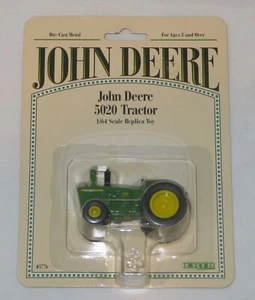 Die-Cast Metal For Ages 3 and Over
JOHN DEERE
John Deere
5020 Tractor
1/64 Scale Replica Toy
ERTL